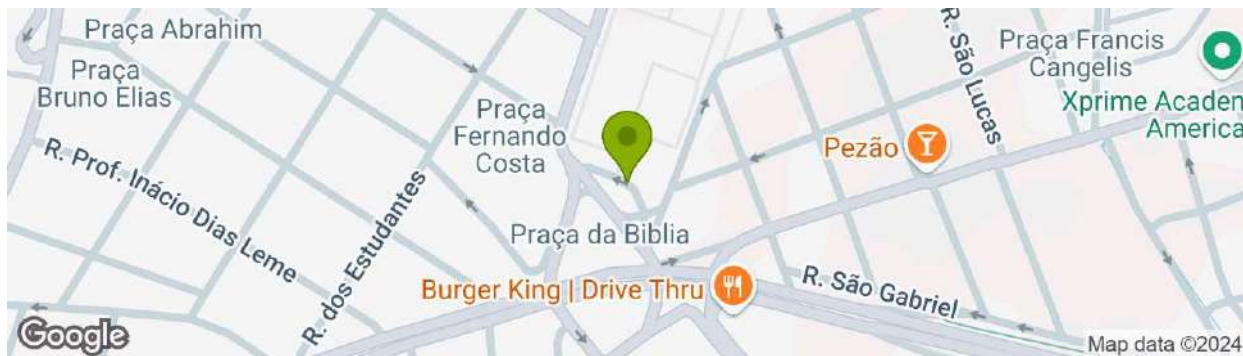 Praça Abrahim
Praça
Bruno Elias
R. Prof. Inácio Dias Leme
R. dos Estudantes
Praça
Fernando
Costa
Praça da Biblia
Burger King | Drive Thru
R. São Lucas
Pezão
Praça Francis
Cangelis
Xprime Academ
America
R. São Gabriel
Google
Map data ©2024